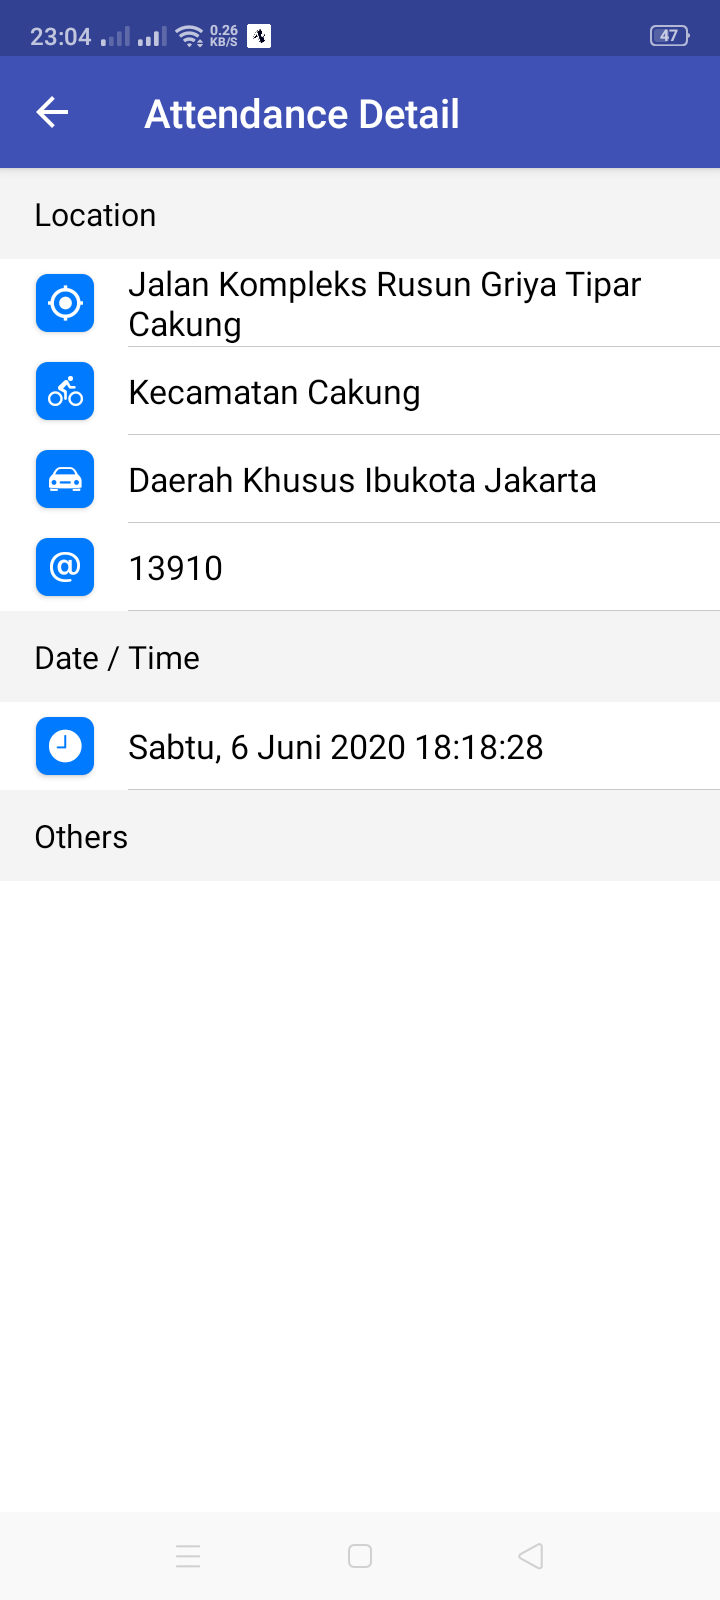 23:04 0.26 KB/S 47
Attendance Detail
Location
Jalan Kompleks Rusun Griya Tipar
Cakung
Kecamatan Cakung
Daerah Khusus Ibukota Jakarta
@ 13910
Date / Time
Sabtu, 6 Juni 2020 18:18:28
Others